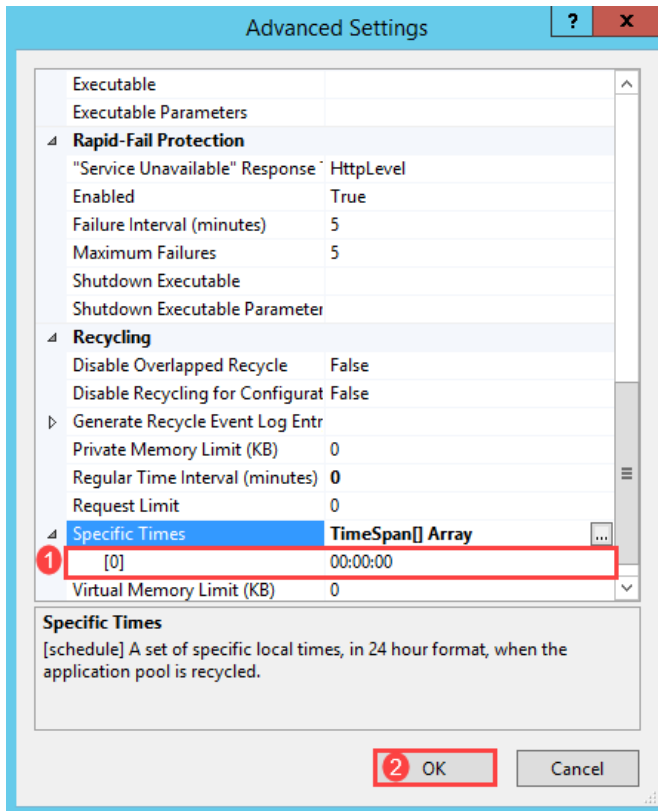 Advanced Settings
?
x
Executable
Executable Parameters
Rapid-Fail Protection
"Service Unavailable" Response HttpLevel
Enabled True
Failure Interval (minutes) 5
Maximum Failures 5
Shutdown Executable
Shutdown Executable Parameter
Recycling
Disable Overlapped Recycle False
Disable Recycling for Configurat False
Generate Recycle Event Log Entr
Private Memory Limit (KB) 0
Regular Time Interval (minutes) 0
Request Limit 0
Specific Times TimeSpan[] Array ...
1 [0] 00:00:00
Virtual Memory Limit (KB) 0
Specific Times
[schedule] A set of specific local times, in 24 hour format, when the
application pool is recycled.
2 OK Cancel